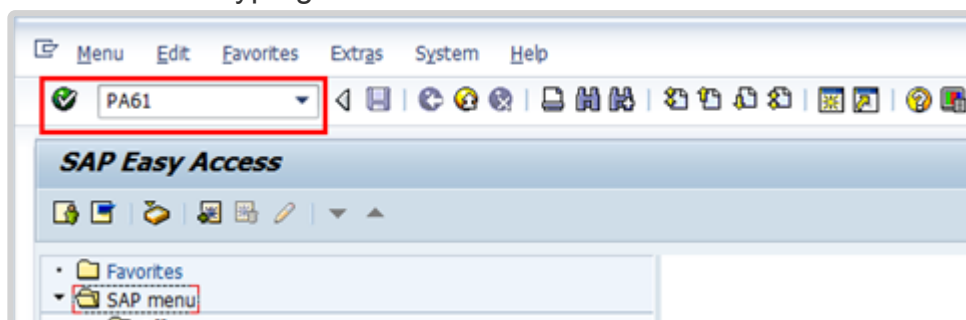 Menu Edit Favorites Extras System Help
PA61
SAP Easy Access
Favorites
SAP menu